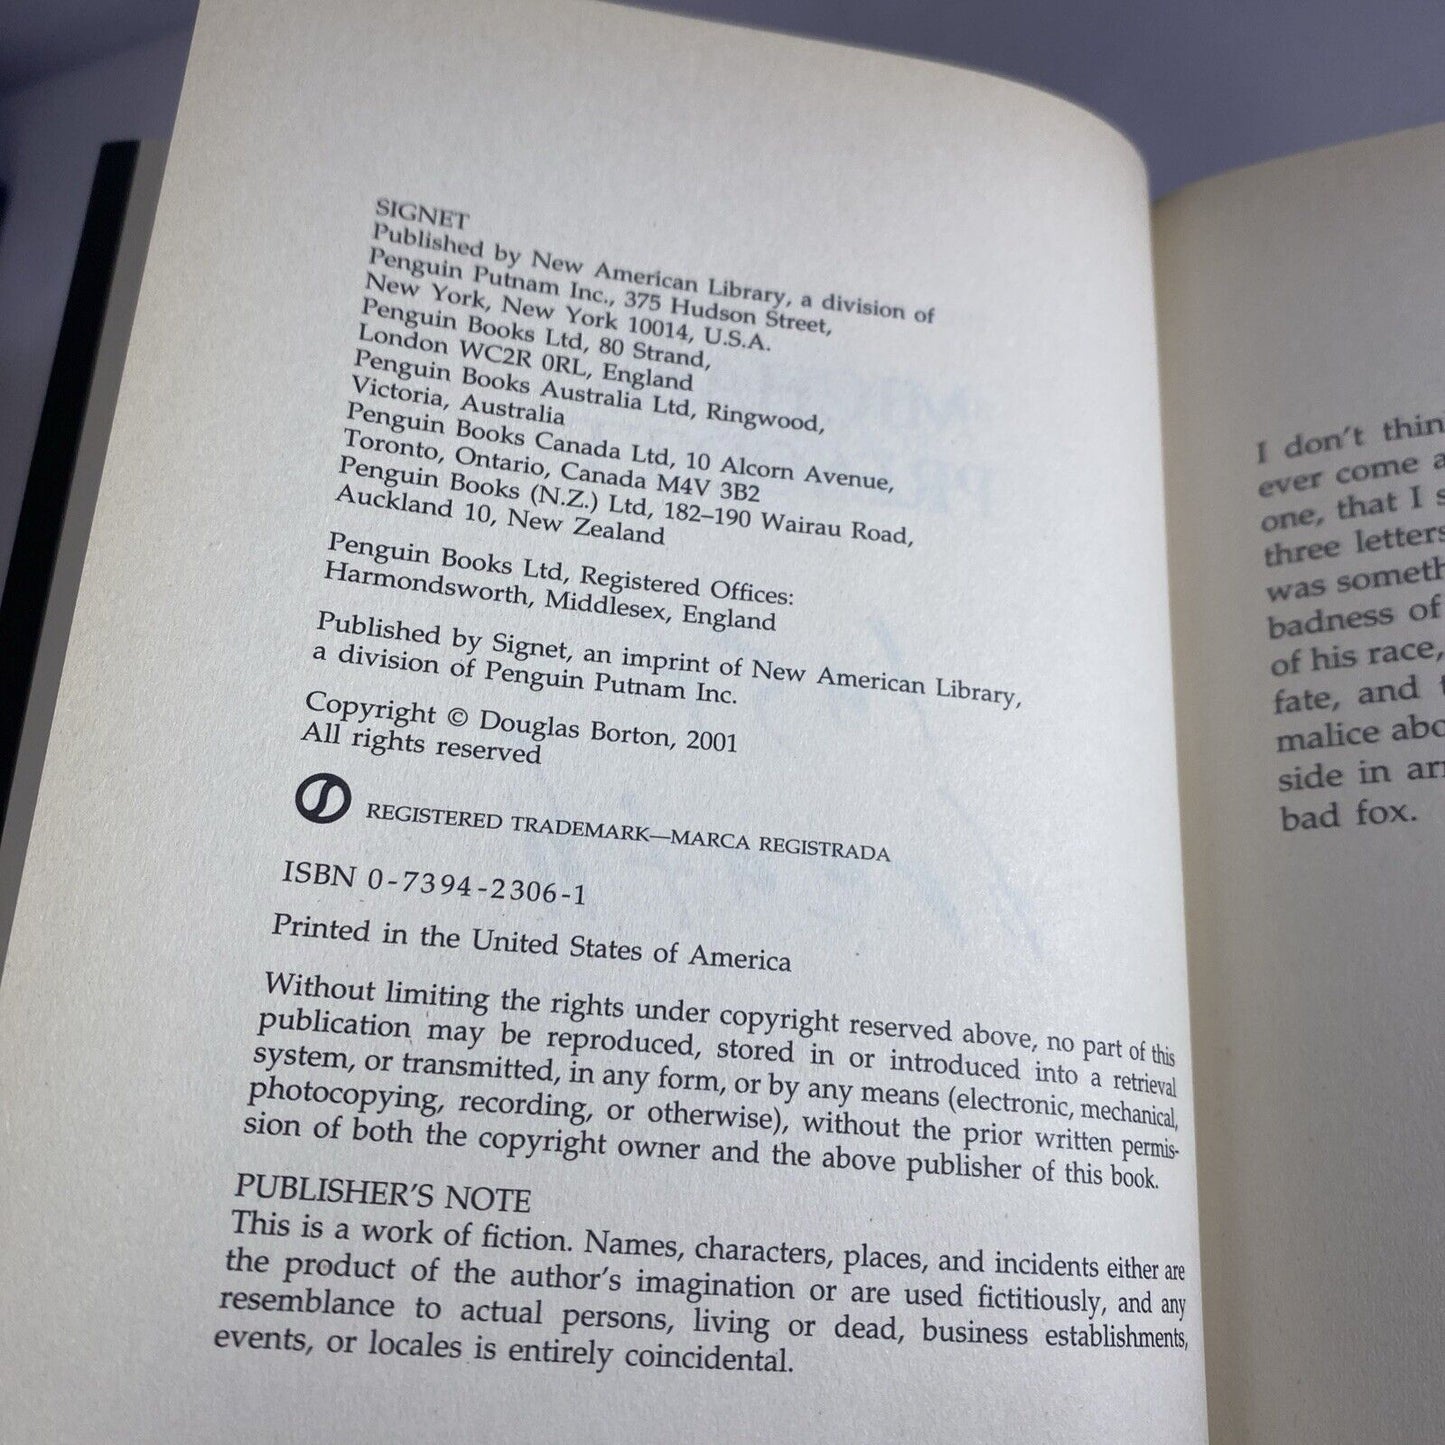 SIGNET
Published by New American Library, a division of
Penguin Putnam Inc., 375 Hudson Street,
New York, New York 10014, U.S.A.
Penguin Books Ltd, 80 Strand,
London WC2R 0RL, England
Penguin Books Australia Ltd, Ringwood,
Victoria, Australia
Penguin Books Canada Ltd, 10 Alcorn Avenue,
Toronto, Ontario, Canada M4V 3B2
Penguin Books (N.Z.) Ltd, 182–190 Wairau Road,
Auckland 10, New Zealand
Penguin Books Ltd, Registered Offices:
Harmondsworth, Middlesex, England
Published by Signet, an imprint of New American Library,
a division of Penguin Putnam Inc.
Copyright © Douglas Borton, 2001
All rights reserved
REGISTERED TRADEMARK—MARCA REGISTRADA
ISBN 0-7394-2306-1
Printed in the United States of America
Without limiting the rights under copyright reserved above, no part of this
publication may be reproduced, stored in or introduced into a retrieval
system, or transmitted, in any form, or by any means (electronic, mechanical,
photocopying, recording, or otherwise), without the prior written permis-
sion of both the copyright owner and the above publisher of this book.
PUBLISHER'S NOTE
This is a work of fiction. Names, characters, places, and incidents either are
the product of the author's imagination or are used fictitiously, and any
resemblance to actual persons, living or dead, business establishments,
events, or locales is entirely coincidental.
I don't thin
ever come a
one, that I s
three letters
was someth
badness of
of his race,
fate, and t
malice abo
side in arr
bad fox.